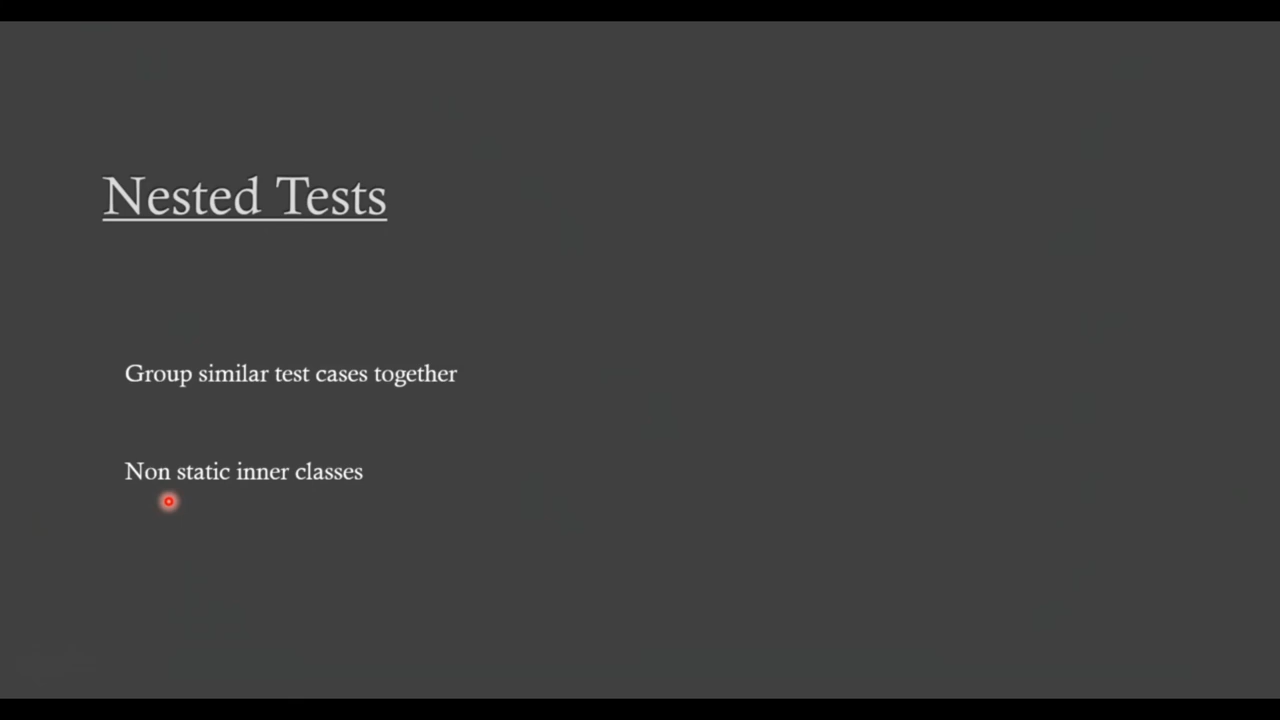 Nested Tests
Group similar test cases together
Non static inner classes